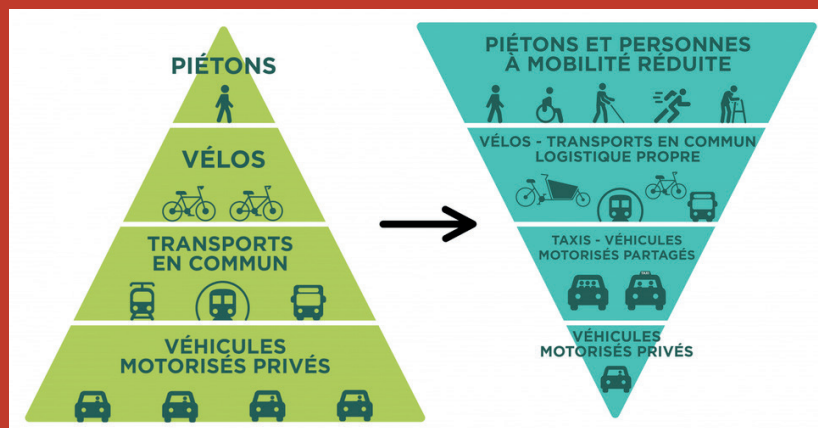 PIÉTONS
VÉLOS
TRANSPORTS
EN COMMUN
VÉHICULES
MOTORISÉS PRIVÉS
PIÉTONS ET PERSONNES
À MOBILITÉ RÉDUITE
VÉLOS - TRANSPORTS EN COMMUN
LOGISTIQUE PROPRE
TAXIS - VÉHICULES
MOTORISÉS PARTAGÉS
TAXI
VÉHICULES
MOTORISÉS PRIVÉS